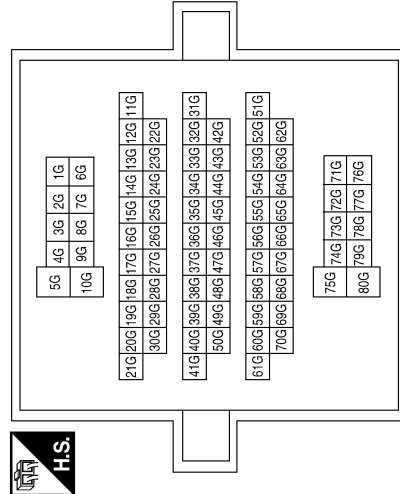 5G 4G 3G 2G 1G
10G 9G 8G 7G 6G
21G 20G 19G 18G 17G 16G 15G 14G 13G 12G 11G
30G 29G 28G 27G 26G 25G 24G 23G 22G
41G 40G 39G 38G 37G 36G 35G 34G 33G 32G 31G
50G 49G 48G 47G 46G 45G 44G 43G 42G
61G 60G 59G 58G 57G 56G 55G 54G 53G 52G 51G
70G 69G 68G 67G 66G 65G 64G 63G 62G
75G 74G 73G 72G 71G
80G 79G 78G 77G 76G
H.S.